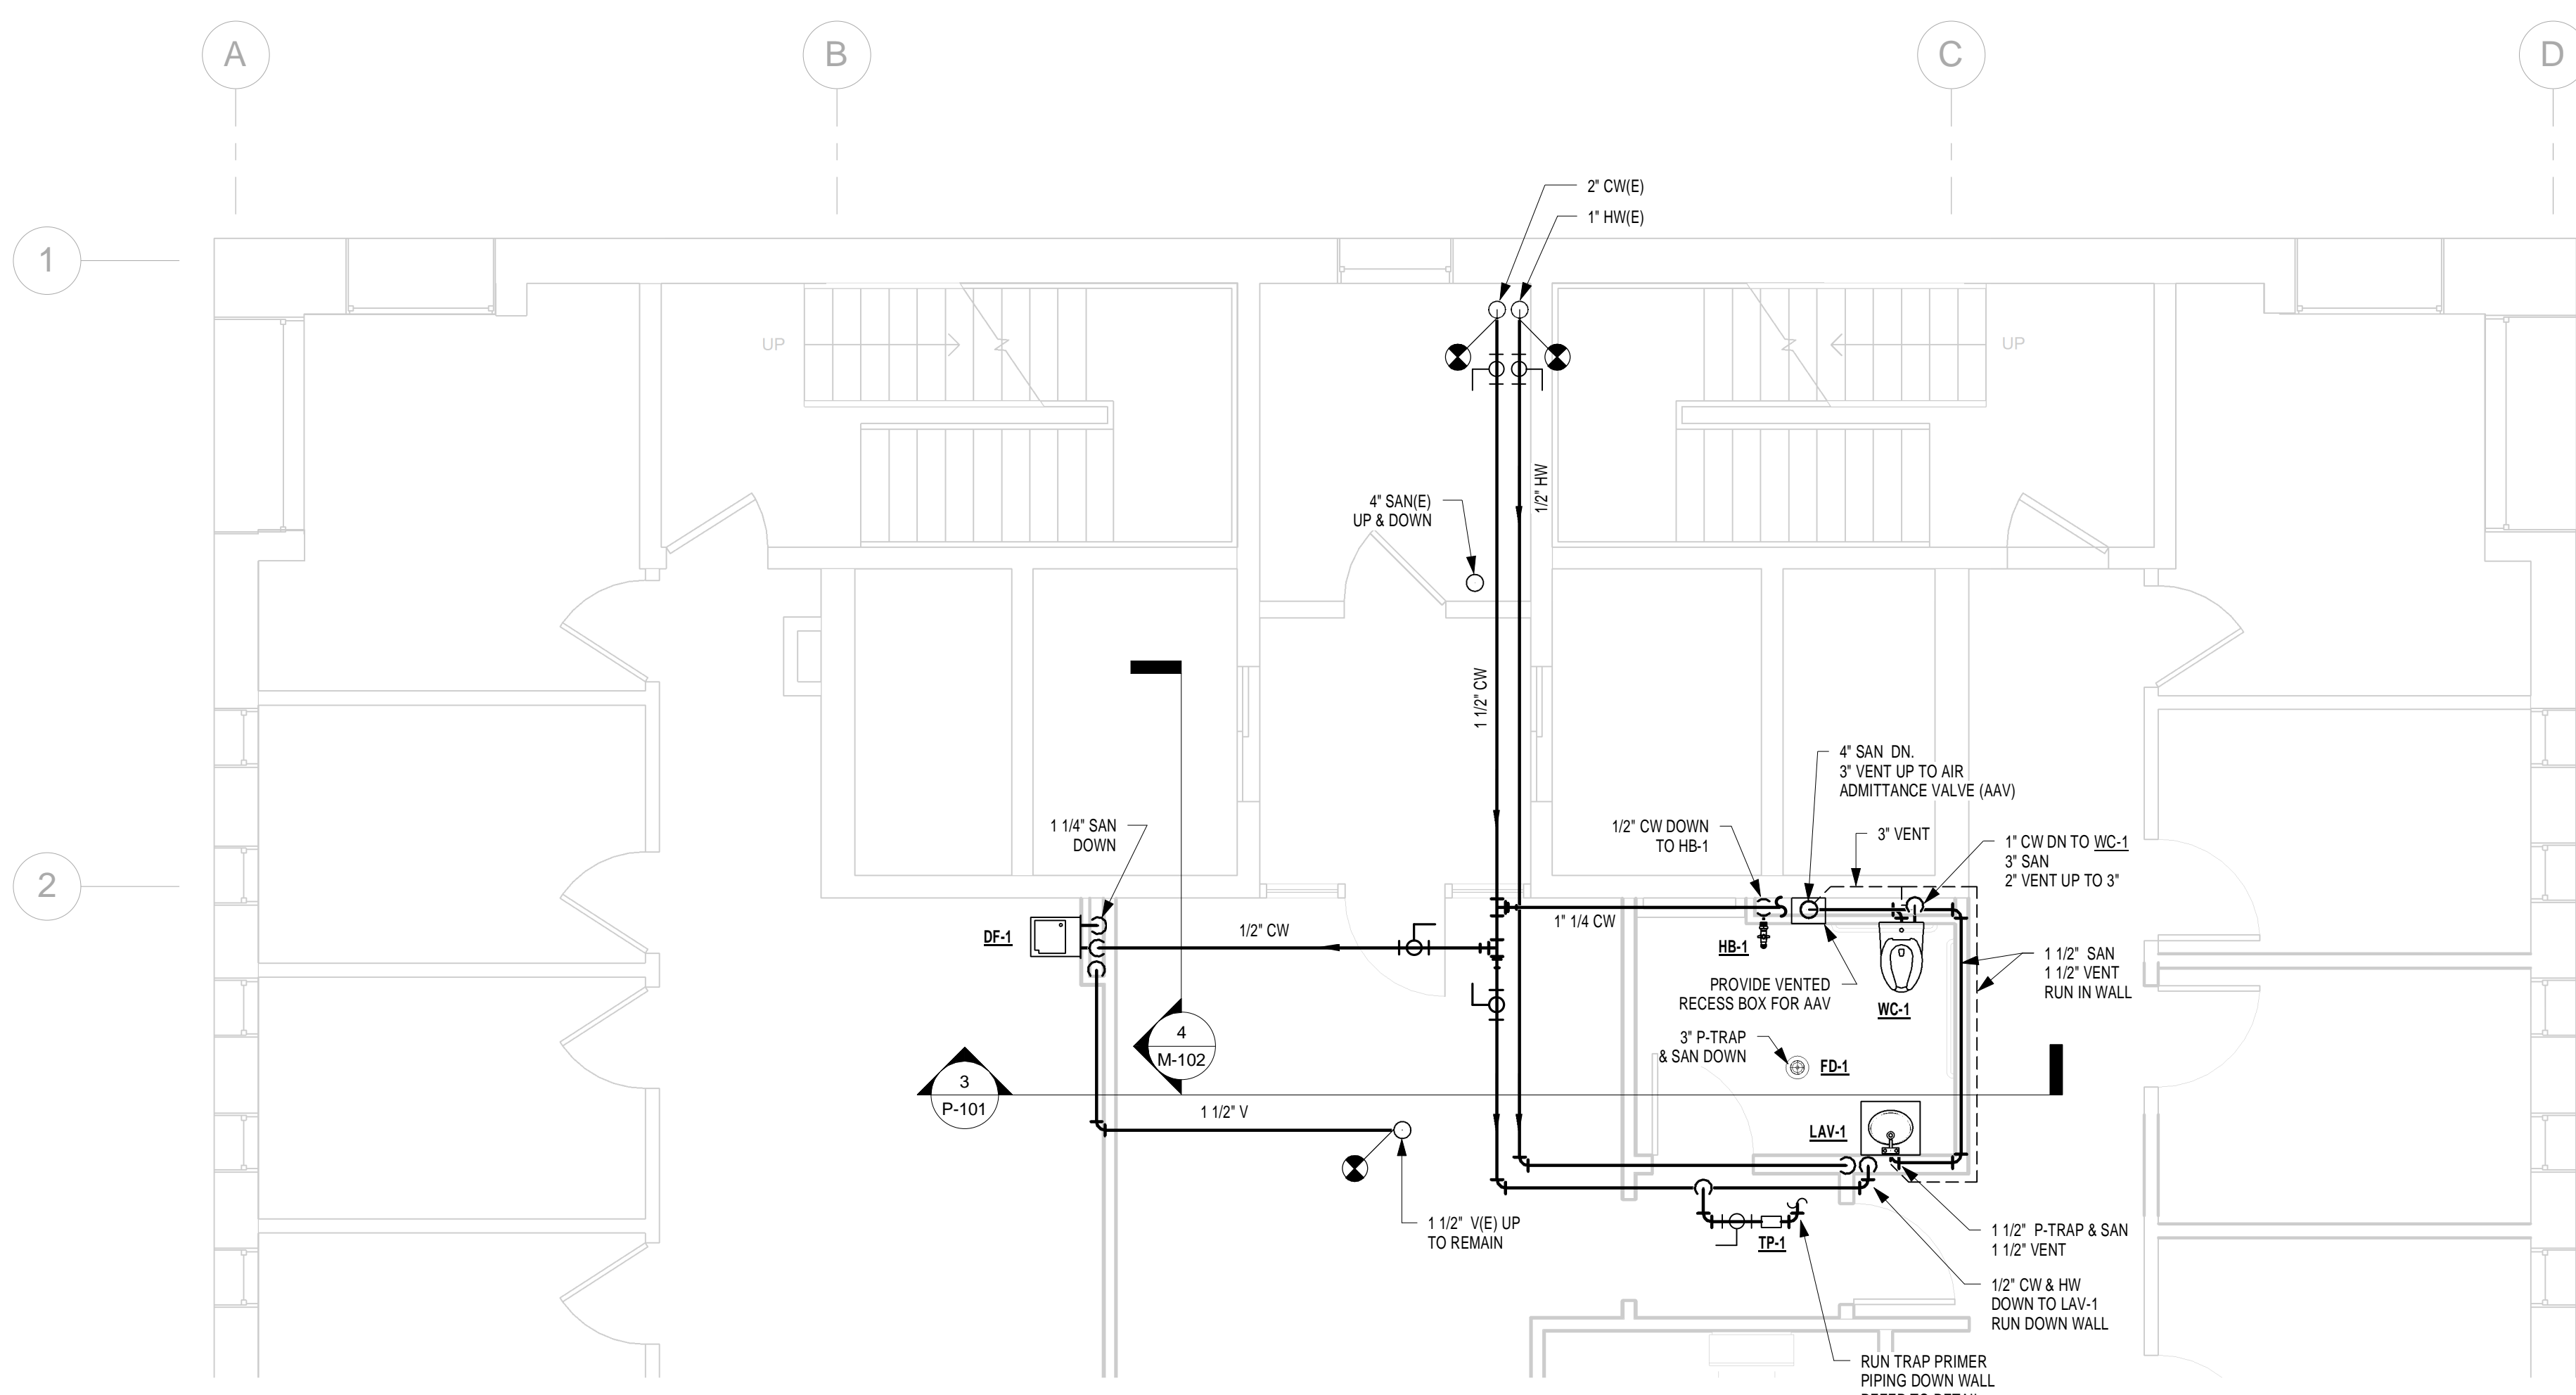 A
B
C
D
2" CW(E)
1" HW(E)
1
UP
UP
1/2" HW
4" SAN(E)
UP & DOWN
1 1/2" CW
4" SAN DN.
3" VENT UP TO AIR
ADMITTANCE VALVE (AAV)
1 1/4" SAN
DOWN
1/2" CW DOWN
TO HB-1
3" VENT
1" CW DN TO WC-1
3" SAN
2" VENT UP TO 3"
2
DF-1
1/2" CW
1" 1/4 CW
HB-1
1 1/2" SAN
1 1/2" VENT
RUN IN WALL
PROVIDE VENTED
RECESS BOX FOR AAV
WC-1
4
M-102
3" P-TRAP
& SAN DOWN
FD-1
3
P-101
1 1/2" V
LAV-1
1 1/2" V(E) UP
TO REMAIN
TP-1
1 1/2" P-TRAP & SAN
1 1/2" VENT
1/2" CW & HW
DOWN TO LAV-1
RUN DOWN WALL
RUN TRAP PRIMER
PIPING DOWN WALL